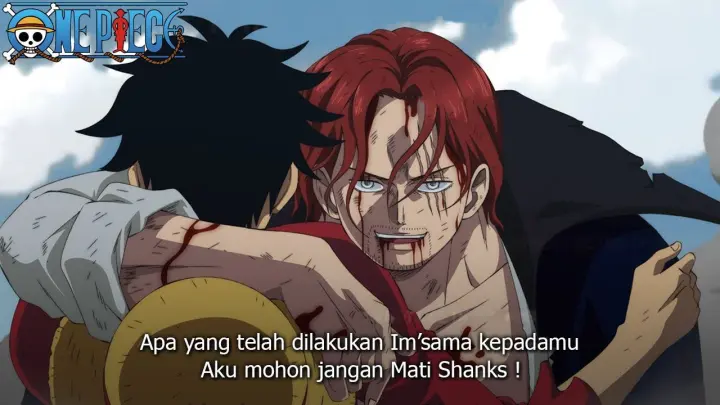 ONE PIECE
Apa yang telah dilakukan Im'sama kepadamu
Aku mohon jangan Mati Shanks !